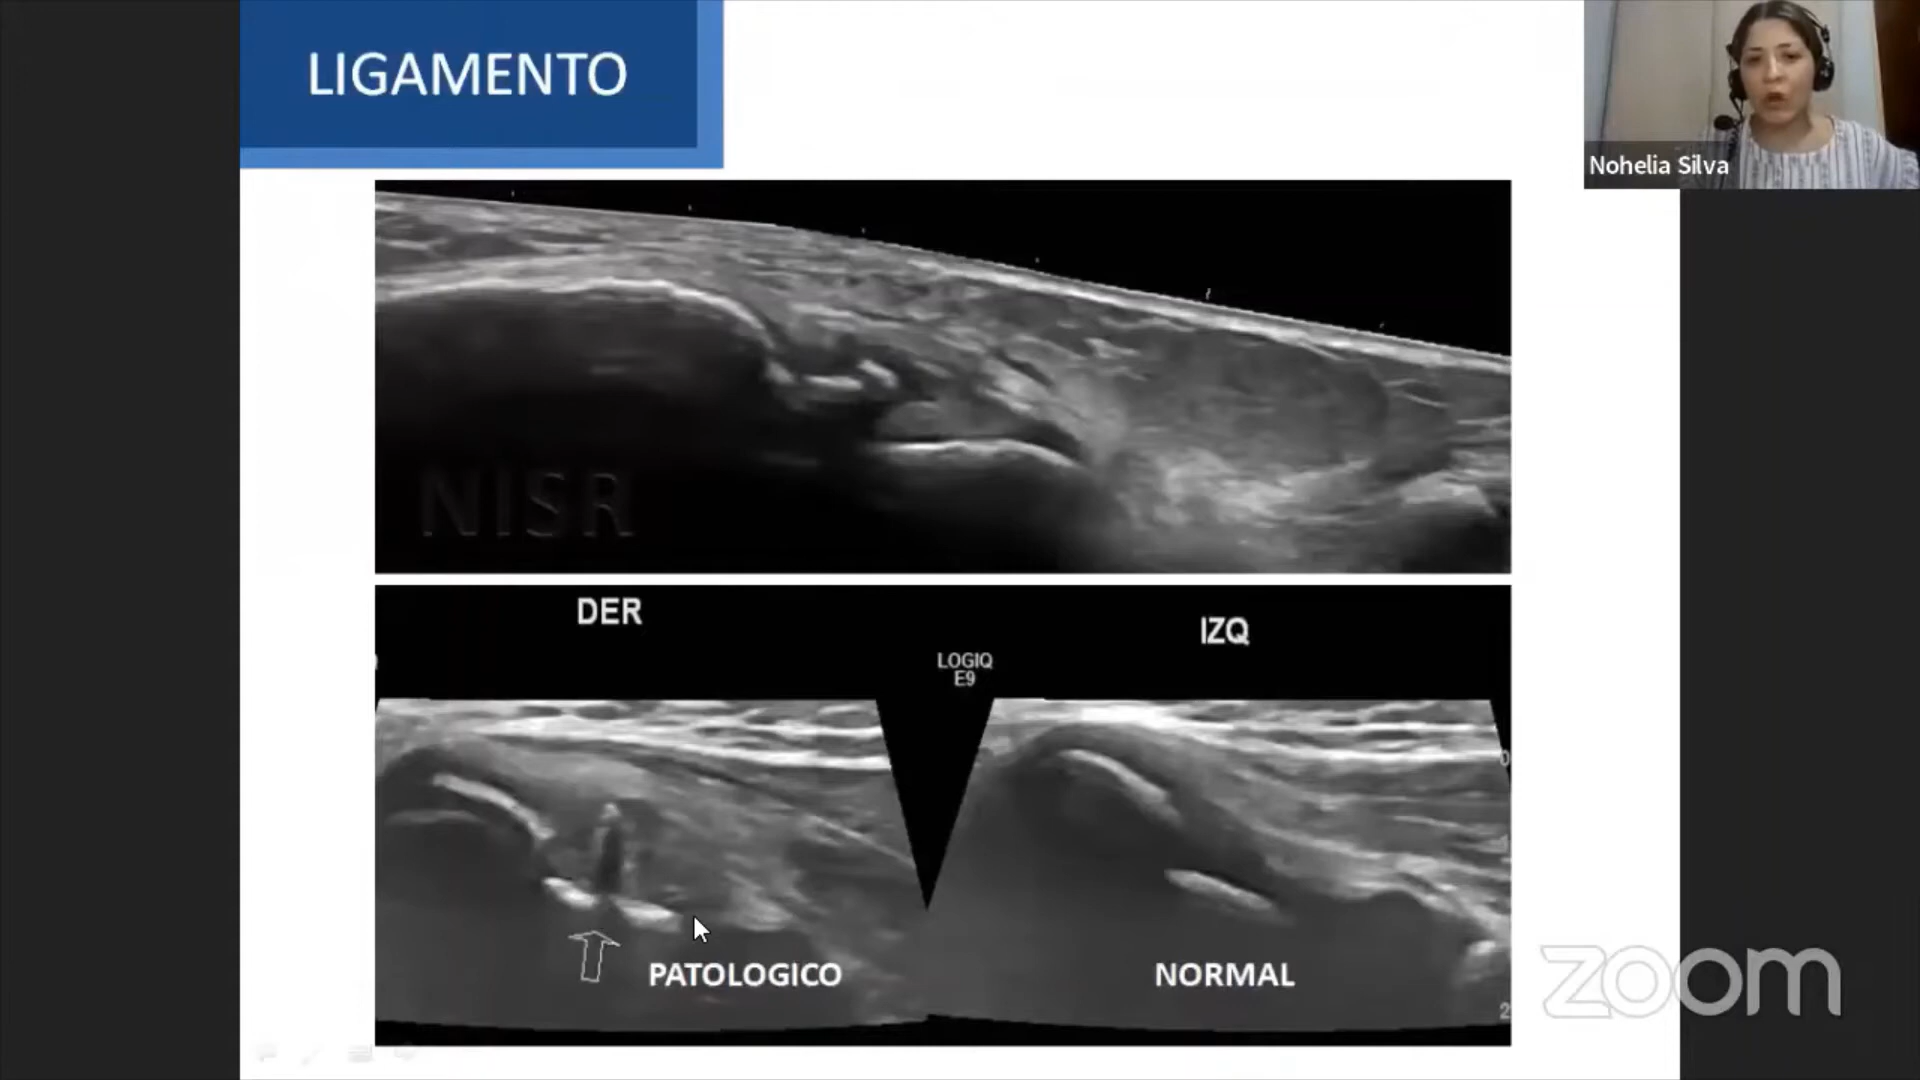 LIGAMENTO
Nohelia Silva
NISR
DER
IZQ
LOGIQ
E9
PATOLOGICO
NORMAL
zoom